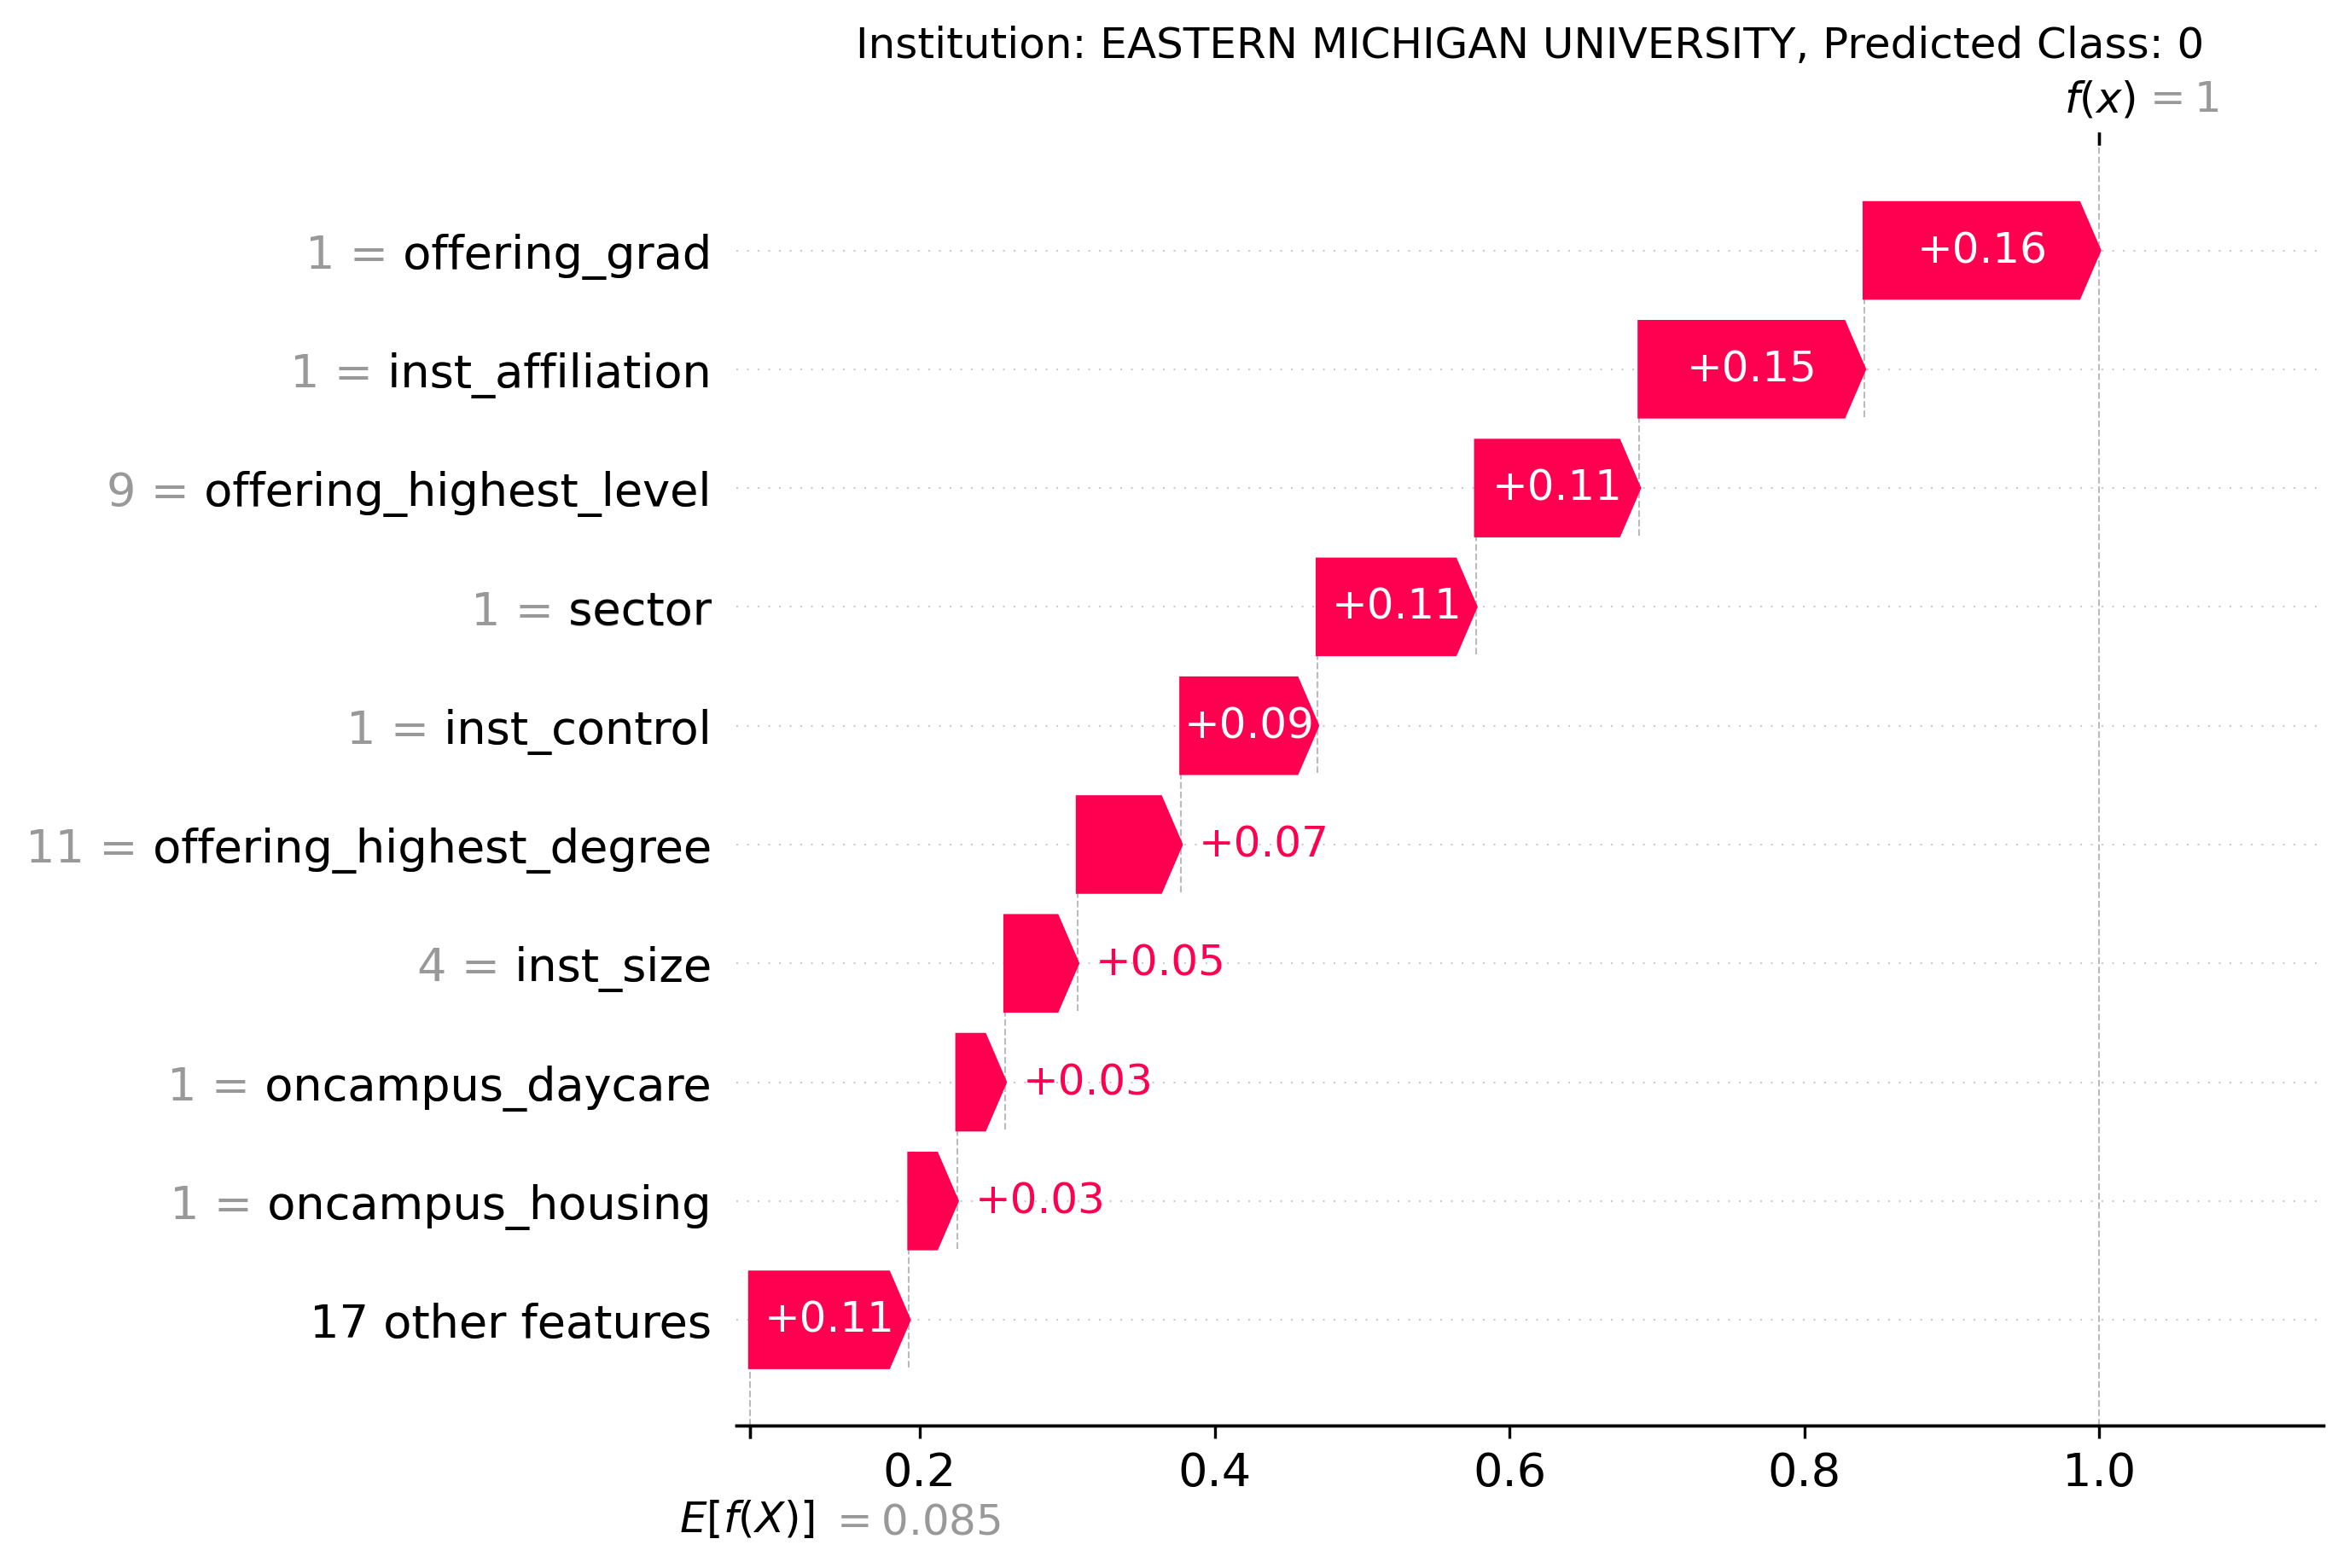 Institution: EASTERN MICHIGAN UNIVERSITY, Predicted Class: 0
f(x) = 1
1 = offering_grad +0.16
1 = inst_affiliation +0.15
9 = offering_highest_level +0.11
1 = sector +0.11
1 = inst_control +0.09
11 = offering_highest_degree +0.07
4 = inst_size +0.05
1 = oncampus_daycare +0.03
1 = oncampus_housing +0.03
17 other features +0.11
0.2 0.4 0.6 0.8 1.0
E[f(X)] = 0.085